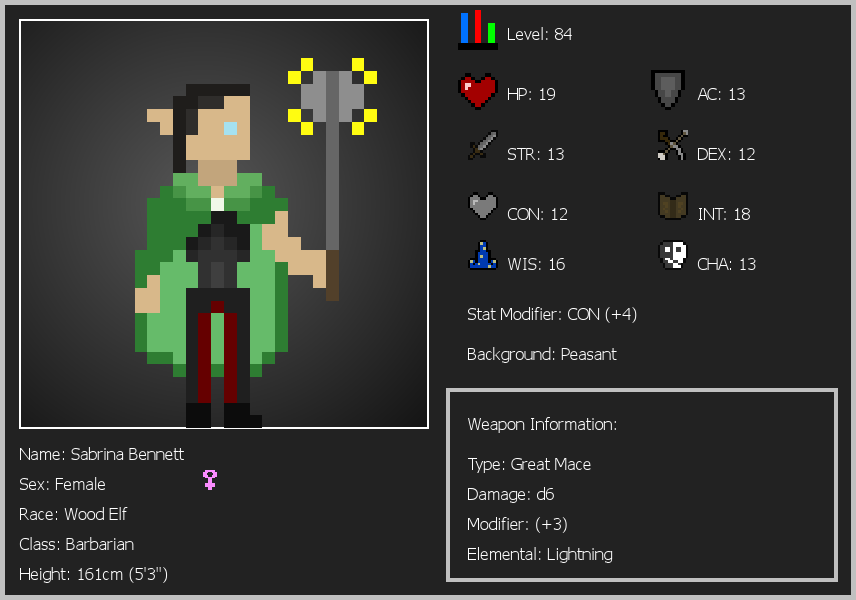 Level: 84
HP: 19
AC: 13
STR: 13
DEX: 12
CON: 12
INT: 18
WIS: 16
CHA: 13
Stat Modifier: CON (+4)
Background: Peasant
Weapon Information:
Type: Great Mace
Damage: d6
Modifier: (+3)
Elemental: Lightning
Name: Sabrina Bennett
Sex: Female
Race: Wood Elf
Class: Barbarian
Height: 161cm (5'3")